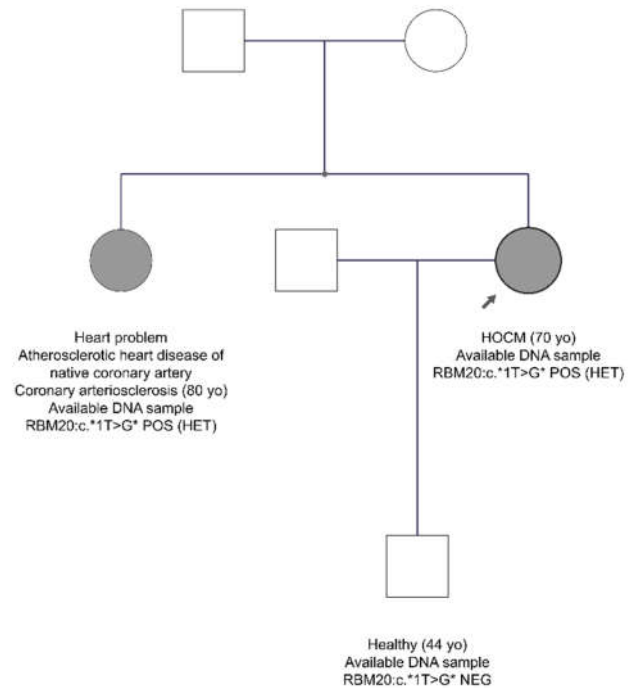 Heart problem
Atherosclerotic heart disease of
native coronary artery
Coronary arteriosclerosis (80 yo)
Available DNA sample
RBM20:c.*1T>G* POS (HET)
HOCM (70 yo)
Available DNA sample
RBM20:c.*1T>G* POS (HET)
Healthy (44 yo)
Available DNA sample
RBM20:c.*1T>G* NEG